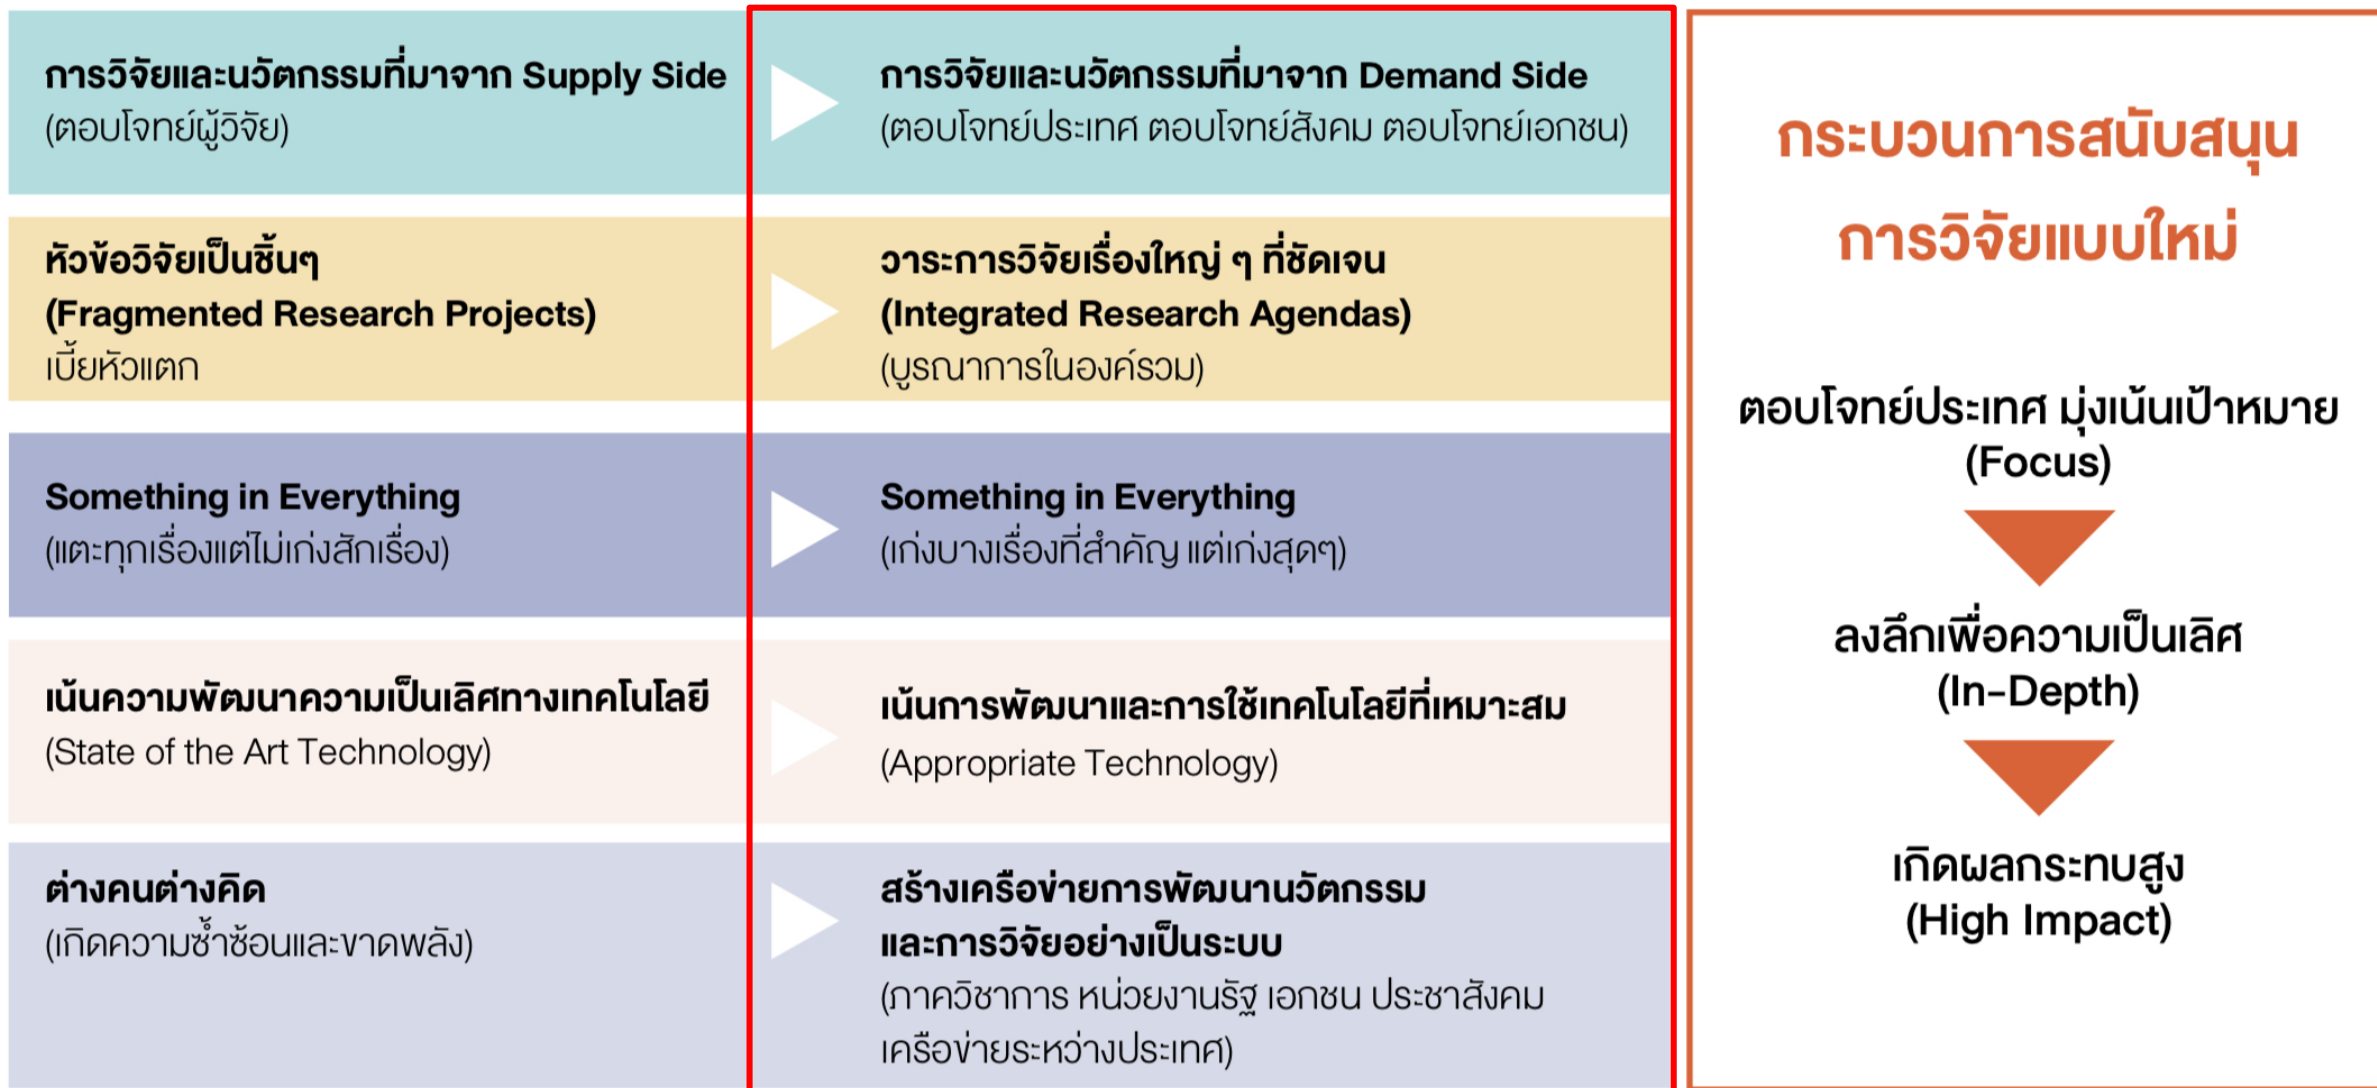 การวิจัยและนวัตกรรมที่มาจาก Supply Side
(ตอบโจทย์ผู้วิจัย)
การวิจัยและนวัตกรรมที่มาจาก Demand Side
(ตอบโจทย์ประเทศ ตอบโจทย์สังคม ตอบโจทย์เอกชน)
หัวข้อวิจัยเป็นชิ้นๆ
(Fragmented Research Projects)
เบี้ยหัวแตก
วาระการวิจัยเรื่องใหญ่ ๆ ที่ชัดเจน
(Integrated Research Agendas)
(บูรณาการในองค์รวม)
Something in Everything
(แตะทุกเรื่องแต่ไม่เก่งสักเรื่อง)
Something in Everything
(เก่งบางเรื่องที่สำคัญ แต่เก่งสุดๆ)
เน้นความพัฒนาความเป็นเลิศทางเทคโนโลยี
(State of the Art Technology)
เน้นการพัฒนาและการใช้เทคโนโลยีที่เหมาะสม
(Appropriate Technology)
ต่างคนต่างคิด
(เกิดความซ้ำซ้อนและขาดพลัง)
สร้างเครือข่ายการพัฒนานวัตกรรม
และการวิจัยอย่างเป็นระบบ
(ภาควิชาการ หน่วยงานรัฐ เอกชน ประชาสังคม
เครือข่ายระหว่างประเทศ)
กระบวนการสนับสนุน
การวิจัยแบบใหม่
ตอบโจทย์ประเทศ มุ่งเน้นเป้าหมาย
(Focus)
ลงลึกเพื่อความเป็นเลิศ
(In-Depth)
เกิดผลกระทบสูง
(High Impact)